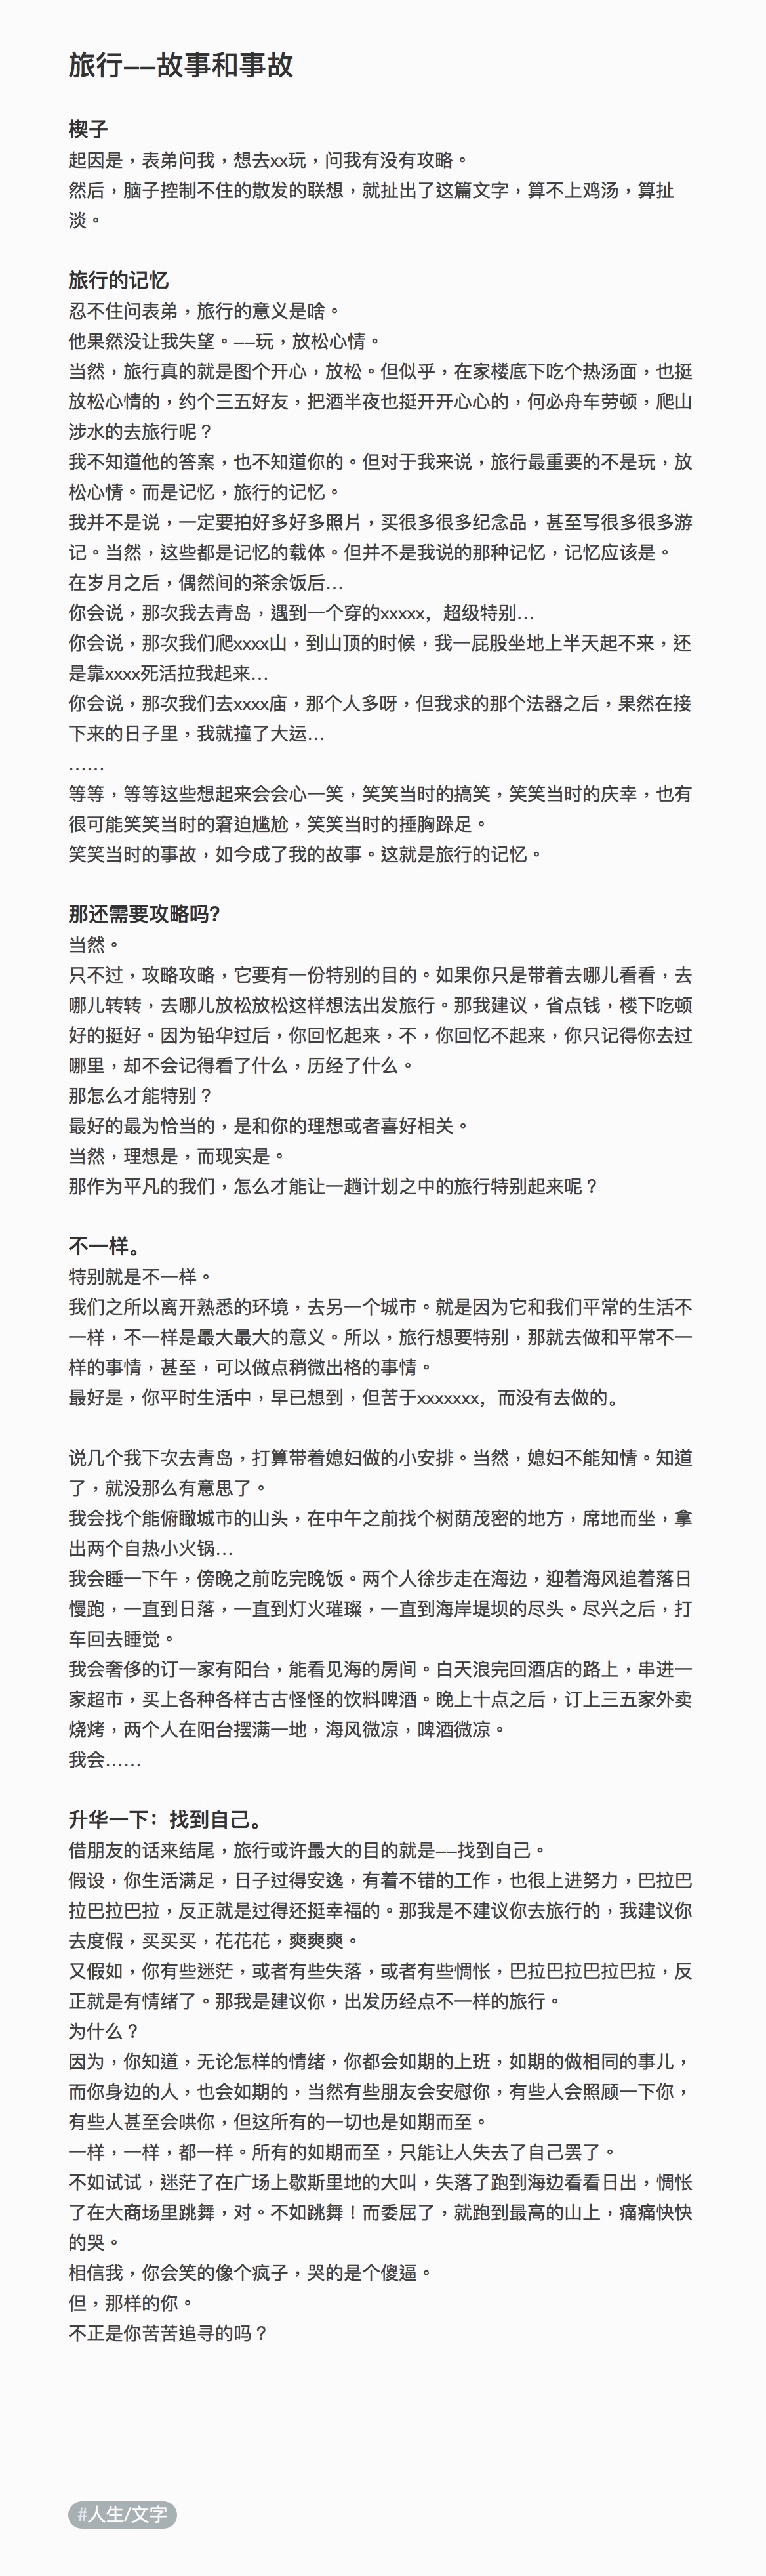 旅行––故事和事故
楔子
起因是，表弟问我，想去xx玩，问我有没有攻略。
然后，脑子控制不住的散发的联想，就扯出了这篇文字，算不上鸡汤，算扯
淡。
旅行的记忆
忍不住问表弟，旅行的意义是啥。
他果然没让我失望。––玩，放松心情。
当然，旅行真的就是图个开心，放松。但似乎，在家楼底下吃个热汤面，也挺
放松心情的，约个三五好友，把酒半夜也挺开开心心的，何必舟车劳顿，爬山
涉水的去旅行呢？
我不知道他的答案，也不知道你的。但对于我来说，旅行最重要的不是玩，放
松心情。而是记忆，旅行的记忆。
我并不是说，一定要拍好多好多照片，买很多很多纪念品，甚至写很多很多游
记。当然，这些都是记忆的载体。但并不是我说的那种记忆，记忆应该是。
在岁月之后，偶然间的茶余饭后…
你会说，那次我去青岛，遇到一个穿的xxxxx，超级特别…
你会说，那次我们爬xxxx山，到山顶的时候，我一屁股坐地上半天起不来，还
是靠xxxx死活拉我起来…
你会说，那次我们去xxxx庙，那个人多呀，但我求的那个法器之后，果然在接
下来的日子里，我就撞了大运…
……
等等，等等这些想起来会会心一笑，笑笑当时的搞笑，笑笑当时的庆幸，也有
很可能笑笑当时的窘迫尴尬，笑笑当时的捶胸跺足。
笑笑当时的事故，如今成了我的故事。这就是旅行的记忆。
那还需要攻略吗?
当然。
只不过，攻略攻略，它要有一份特别的目的。如果你只是带着去哪儿看看，去
哪儿转转，去哪儿放松放松这样想法出发旅行。那我建议，省点钱，楼下吃顿
好的挺好。因为铅华过后，你回忆起来，不，你回忆不起来，你只记得你去过
哪里，却不会记得看了什么，历经了什么。
那怎么才能特别？
最好的最为恰当的，是和你的理想或者喜好相关。
当然，理想是，而现实是。
那作为平凡的我们，怎么才能让一趟计划之中的旅行特别起来呢？
不一样。
特别就是不一样。
我们之所以离开熟悉的环境，去另一个城市。就是因为它和我们平常的生活不
一样，不一样是最大最大的意义。所以，旅行想要特别，那就去做和平常不一
样的事情，甚至，可以做点稍微出格的事情。
最好是，你平时生活中，早已想到，但苦于xxxxxxx，而没有去做的。
说几个我下次去青岛，打算带着媳妇做的小安排。当然，媳妇不能知情。知道
了，就没那么有意思了。
我会找个能俯瞰城市的山头，在中午之前找个树荫茂密的地方，席地而坐，拿
出两个自热小火锅…
我会睡一下午，傍晚之前吃完晚饭。两个人徐步走在海边，迎着海风追着落日
慢跑，一直到日落，一直到灯火璀璨，一直到海岸堤坝的尽头。尽兴之后，打
车回去睡觉。
我会奢侈的订一家有阳台，能看见海的房间。白天浪完回酒店的路上，串进一
家超市，买上各种各样古古怪怪的饮料啤酒。晚上十点之后，订上三五家外卖
烧烤，两个人在阳台摆满一地，海风微凉，啤酒微凉。
我会……
升华一下：找到自己。
借朋友的话来结尾，旅行或许最大的目的就是––找到自己。
假设，你生活满足，日子过得安逸，有着不错的工作，也很上进努力，巴拉巴
拉巴拉巴拉，反正就是过得还挺幸福的。那我是不建议你去旅行的，我建议你
去度假，买买买，花花花，爽爽爽。
又假如，你有些迷茫，或者有些失落，或者有些惆怅，巴拉巴拉巴拉巴拉，反
正就是有情绪了。那我是建议你，出发历经点不一样的旅行。
为什么？
因为，你知道，无论怎样的情绪，你都会如期的上班，如期的做相同的事儿，
而你身边的人，也会如期的，当然有些朋友会安慰你，有些人会照顾一下你，
有些人甚至会哄你，但这所有的一切也是如期而至。
一样，一样，都一样。所有的如期而至，只能让人失去了自己罢了。
不如试试，迷茫了在广场上歇斯里地的大叫，失落了跑到海边看看日出，惆怅
了在大商场里跳舞，对。不如跳舞！而委屈了，就跑到最高的山上，痛痛快快
的哭。
相信我，你会笑的像个疯子，哭的是个傻逼。
但，那样的你。
不正是你苦苦追寻的吗？
#人生/文字